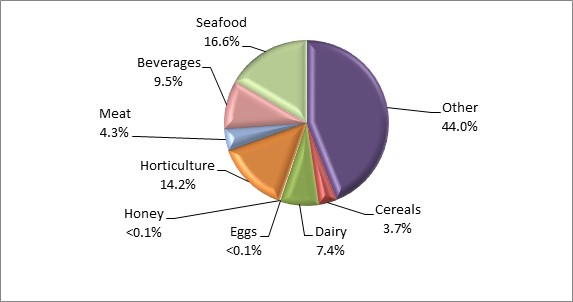 Seafood
16.6%
Beverages
9.5%
Meat
4.3%
Horticulture
14.2%
Honey
<0.1%
Eggs
<0.1%
Dairy
7.4%
Cereals
3.7%
Other
44.0%